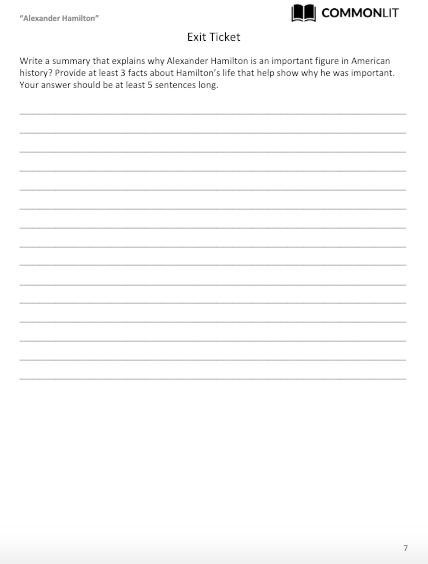 "Alexander Hamilton"
COMMONLIT
Exit Ticket
Write a summary that explains why Alexander Hamilton is an important figure in American
history? Provide at least 3 facts about Hamilton's life that help show why he was important.
Your answer should be at least 5 sentences long.
7